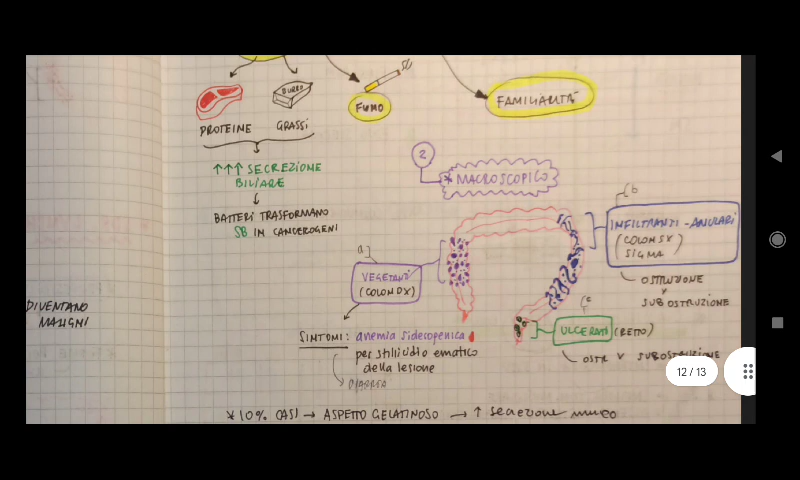 BURRO
PROTEINE
GRASSI
FUMO
FAMILIARITÀ
↑↑↑ SECREZIONE
BILIARE
BATTERI TRASFORMANO
SB IN CANCEROGENI
DIVENTANO
MALIGNI
2
* MACROSCOPICO
a
VEGETANTI
(COLON DX)
SINTOMI: anemia sideropenica
per stillicidio ematico
della lesione
DIARREA
b
INFILTRANTI-ANULARI
(COLON SX)
SIGMA
OSTRUZIONE
v
SUBOSTRUZIONE
c
ULCERATI (RETTO)
OSTR V SUBOSTRUZIONE
* 10% CASI → ASPETTO GELATINOSO → ↑ secrezione muco
12 / 13